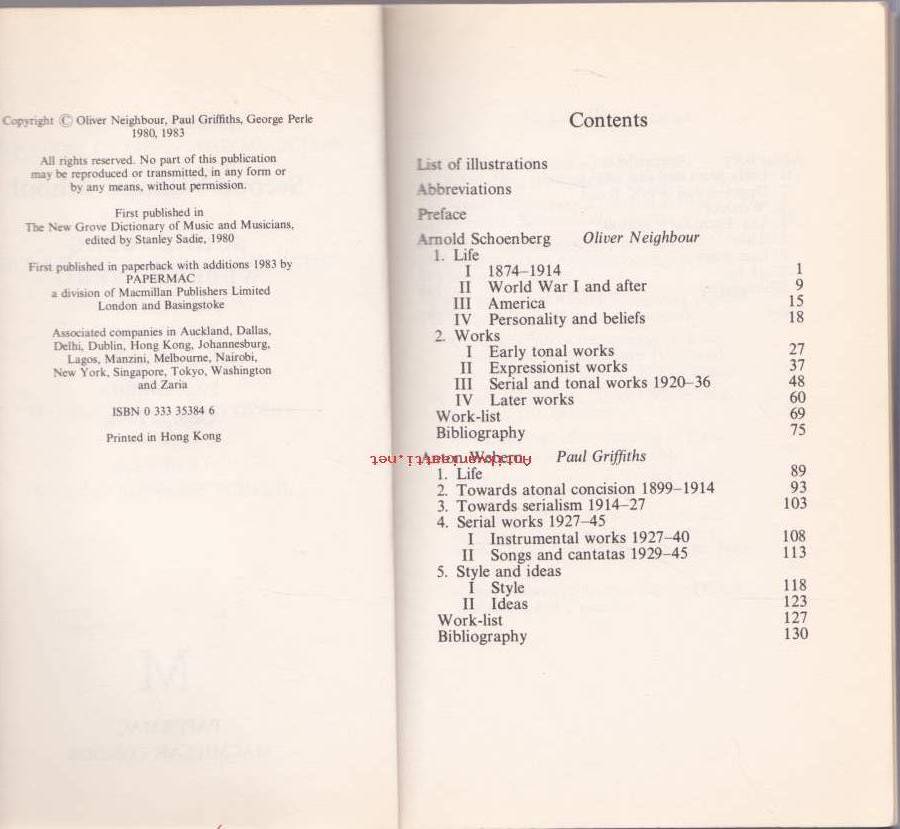 Copyright © Oliver Neighbour, Paul Griffiths, George Perle
1980, 1983
All rights reserved. No part of this publication
may be reproduced or transmitted, in any form or
by any means, without permission.
First published in
The New Grove Dictionary of Music and Musicians,
edited by Stanley Sadie, 1980
First published in paperback with additions 1983 by
PAPERMAC
a division of Macmillan Publishers Limited
London and Basingstoke
Associated companies in Auckland, Dallas,
Delhi, Dublin, Hong Kong, Johannesburg,
Lagos, Manzini, Melbourne, Nairobi,
New York, Singapore, Tokyo, Washington
and Zaria
ISBN 0 333 35384 6
Printed in Hong Kong
Contents
List of illustrations
Abbreviations
Preface
Arnold Schoenberg Oliver Neighbour
1. Life
I 1874–1914 1
II World War I and after 9
III America 15
IV Personality and beliefs 18
2. Works
I Early tonal works 27
II Expressionist works 37
III Serial and tonal works 1920–36 48
IV Later works 60
Work-list 69
Bibliography 75
Anton Webern Paul Griffiths
1. Life 89
2. Towards atonal concision 1899–1914 93
3. Towards serialism 1914–27 103
4. Serial works 1927–45
I Instrumental works 1927–40 108
II Songs and cantatas 1929–45 113
5. Style and ideas
I Style 118
II Ideas 123
Work-list 127
Bibliography 130
Antikvariaatti.net